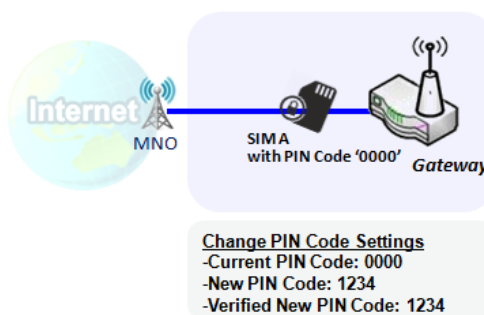 Internet
MNO
SIM A
with PIN Code ‘0000’
Gateway
Change PIN Code Settings
-Current PIN Code: 0000
-New PIN Code: 1234
-Verified New PIN Code: 1234